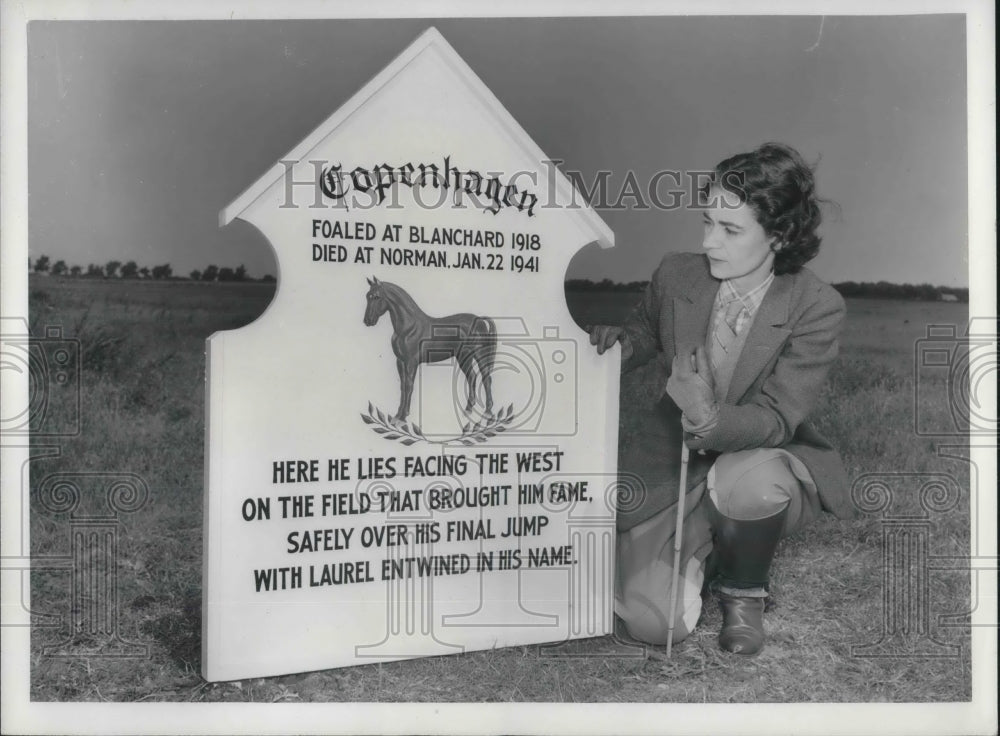 Copenhagen
FOALED AT BLANCHARD 1918
DIED AT NORMAN, JAN. 22 1941
HERE HE LIES FACING THE WEST
ON THE FIELD THAT BROUGHT HIM FAME,
SAFELY OVER HIS FINAL JUMP
WITH LAUREL ENTWINED IN HIS NAME.
HISTORIC IMAGES